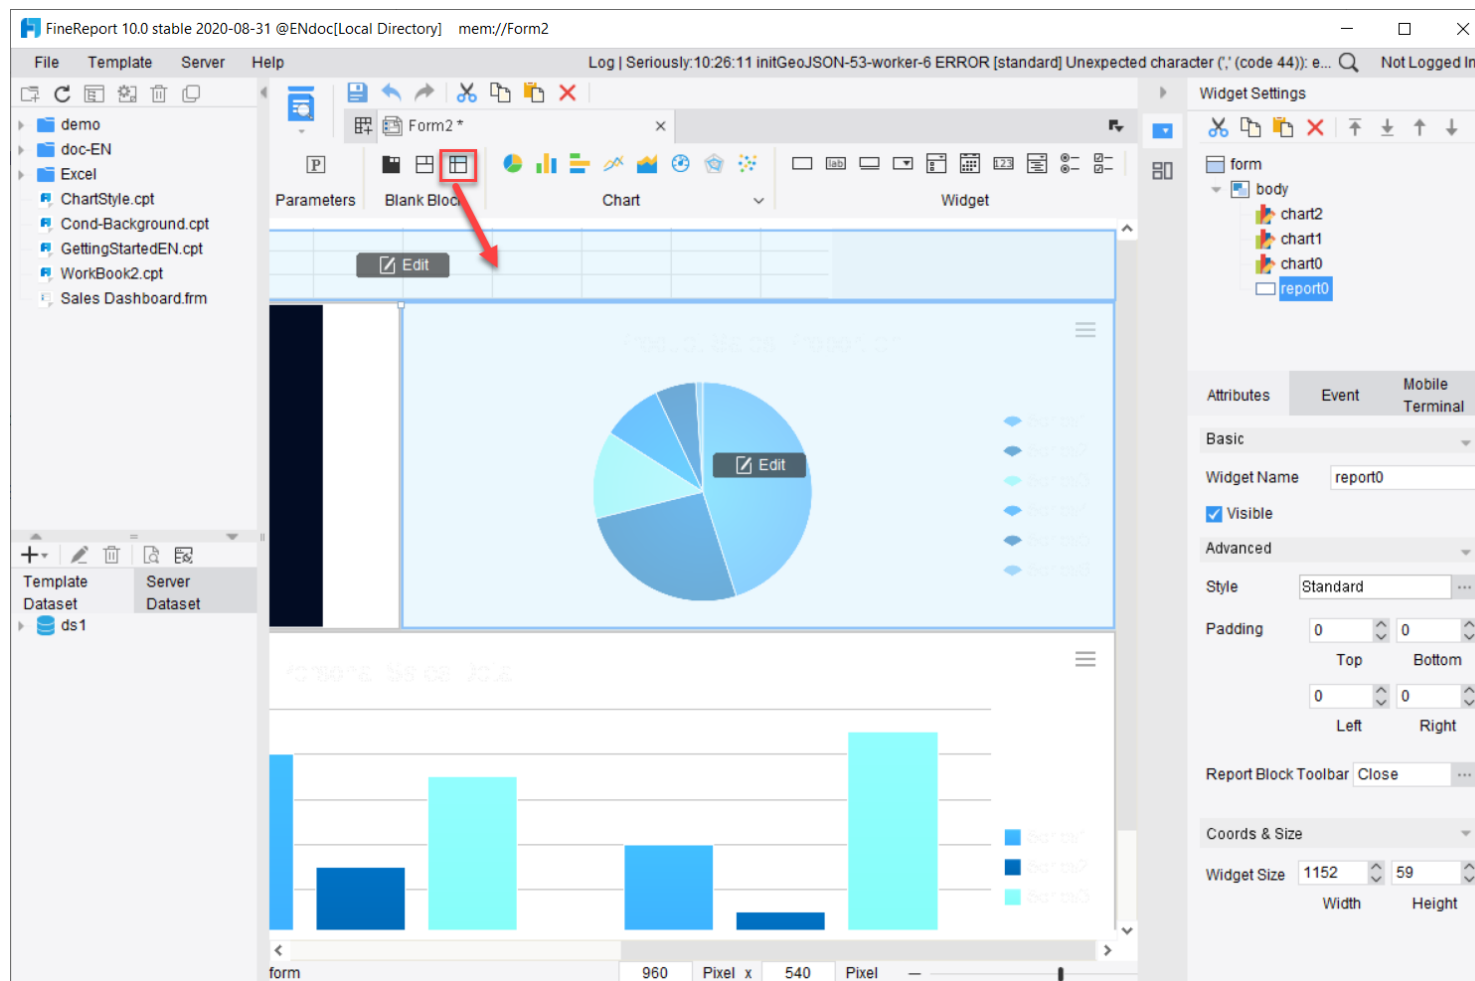 FineReport 10.0 stable 2020-08-31 @ENdoc[Local Directory] mem://Form2
File Template Server Help
Log | Seriously:10:26:11 initGeoJSON-53-worker-6 ERROR [standard] Unexpected character (',' (code 44)): e... Not Logged In
Widget Settings
demo
doc-EN
Excel
ChartStyle.cpt
Cond-Background.cpt
GettingStartedEN.cpt
WorkBook2.cpt
Sales Dashboard.frm
Template Dataset
Server Dataset
ds1
Form2 *
P
lab
123
Parameters
Blank Bloc
Chart
Widget
Edit
Edit
form
960 Pixel x 540 Pixel
form
body
chart2
chart1
chart0
report0
Attributes
Event
Mobile Terminal
Basic
Widget Name report0
Visible
Advanced
Style Standard
Padding 0 0
Top Bottom
0 0
Left Right
Report Block Toolbar Close
Coords & Size
Widget Size 1152 59
Width Height